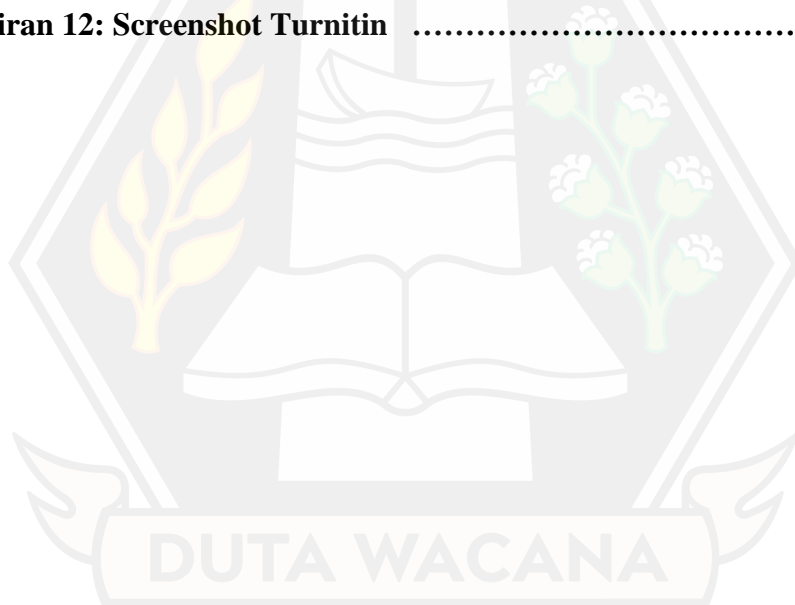 iran 12: Screenshot Turnitin ………………………………
DUTA WACANA